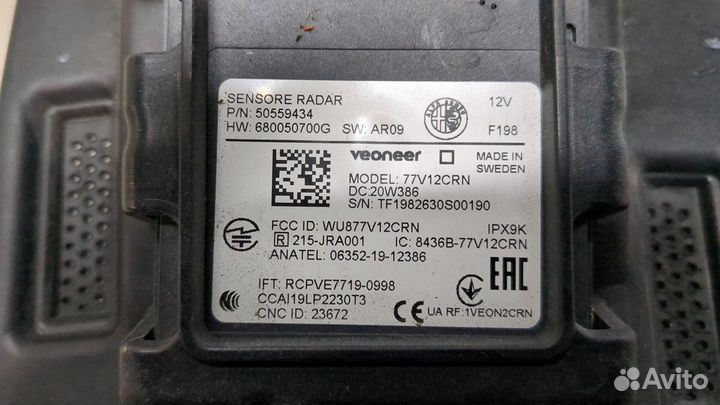 SENSORE RADAR
P/N: 50559434
HW: 680050700G SW: AR09
ALFA ROMEO
12V
F198
veoneer
MADE IN
SWEDEN
MODEL: 77V12CRN
DC:20W386
S/N: TF1982630S00190
FCC ID: WU877V12CRN
IPX9K
R 215-JRA001 IC: 8436B-77V12CRN
ANATEL: 06352-19-12386
IFT: RCPVE7719-0998
EAC
CCAI19LP2230T3
CNC ID: 23672
CE
UA RF:1VEON2CRN
Avito